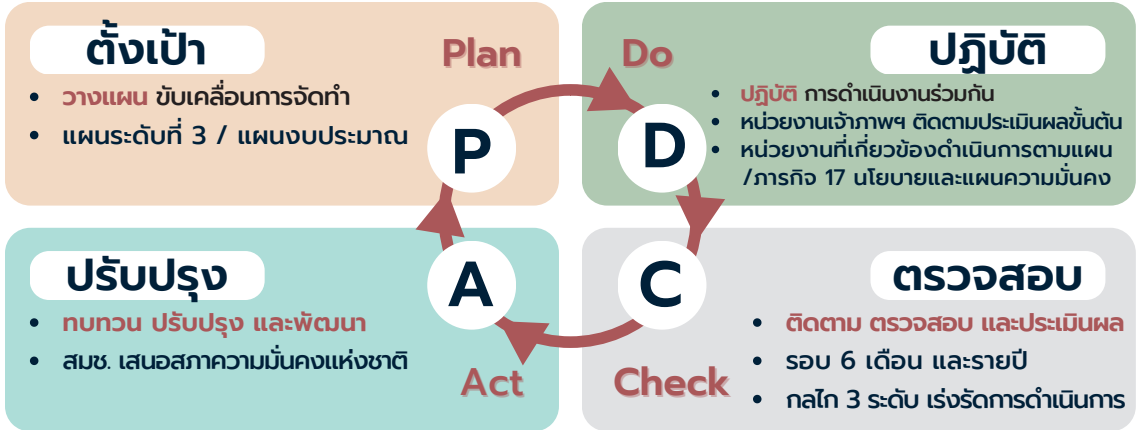 ตั้งเป้า
Plan
• วางแผน ขับเคลื่อนการจัดทำ
• แผนระดับที่ 3 / แผนงบประมาณ
P
Do
ปฏิบัติ
• ปฏิบัติ การดำเนินงานร่วมกัน
• หน่วยงานเจ้าภาพฯ ติดตามประเมินผลขั้นต้น
• หน่วยงานที่เกี่ยวข้องดำเนินการตามแผน
/ภารกิจ 17 นโยบายและแผนความมั่นคง
D
ปรับปรุง
• ทบทวน ปรับปรุง และพัฒนา
• สมช. เสนอสภาความมั่นคงแห่งชาติ
A
Act
C
ตรวจสอบ
• ติดตาม ตรวจสอบ และประเมินผล
• รอบ 6 เดือน และรายปี
• กลไก 3 ระดับ เร่งรัดการดำเนินการ
Check